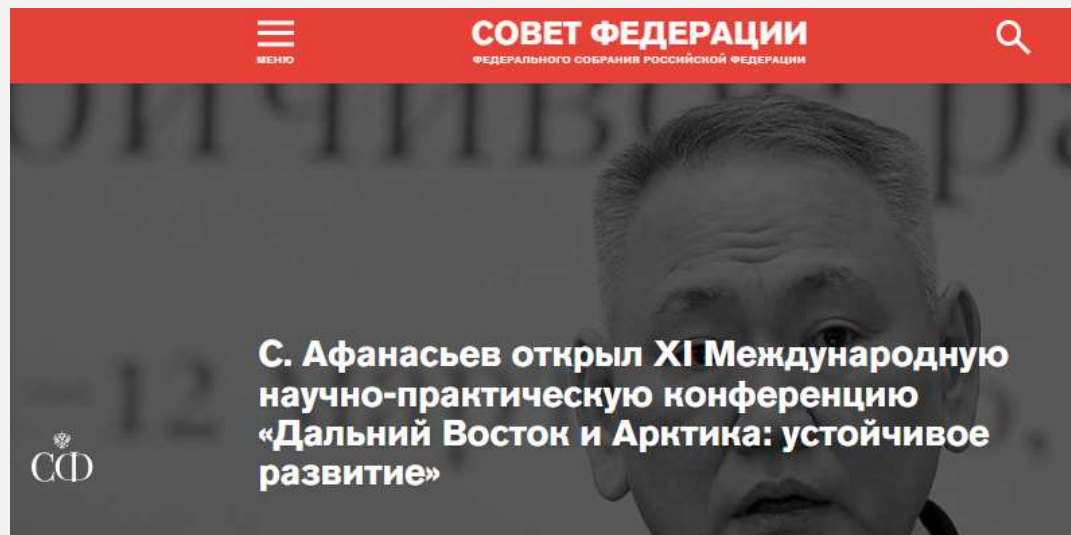 МЕНЮ
СОВЕТ ФЕДЕРАЦИИ
ФЕДЕРАЛЬНОГО СОБРАНИЯ РОССИЙСКОЙ ФЕДЕРАЦИИ
12
С. Афанасьев открыл XI Международную
научно-практическую конференцию
«Дальний Восток и Арктика: устойчивое
развитие»
СФ